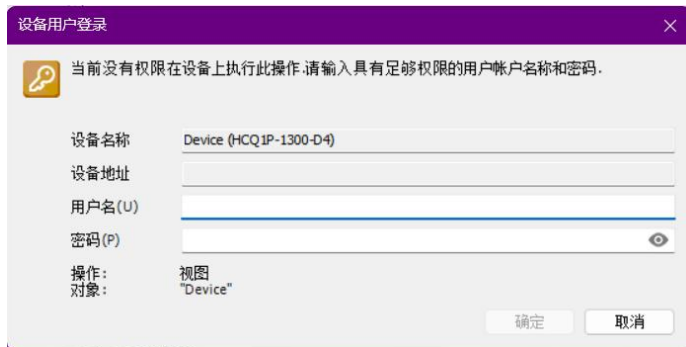 设备用户登录
当前没有权限在设备上执行此操作.请输入具有足够权限的用户帐户名称和密码.
设备名称 Device (HCQ1P-1300-D4)
设备地址
用户名(U)
密码(P)
操作: 视图
对象: "Device"
确定 取消